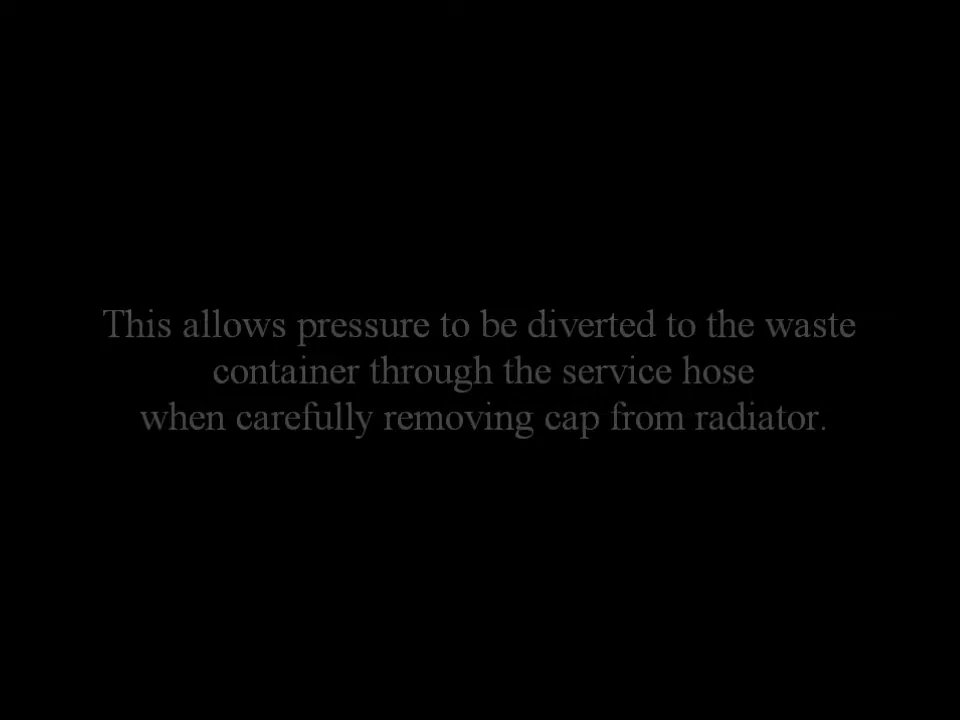 This allows pressure to be diverted to the waste
container through the service hose
when carefully removing cap from radiator.